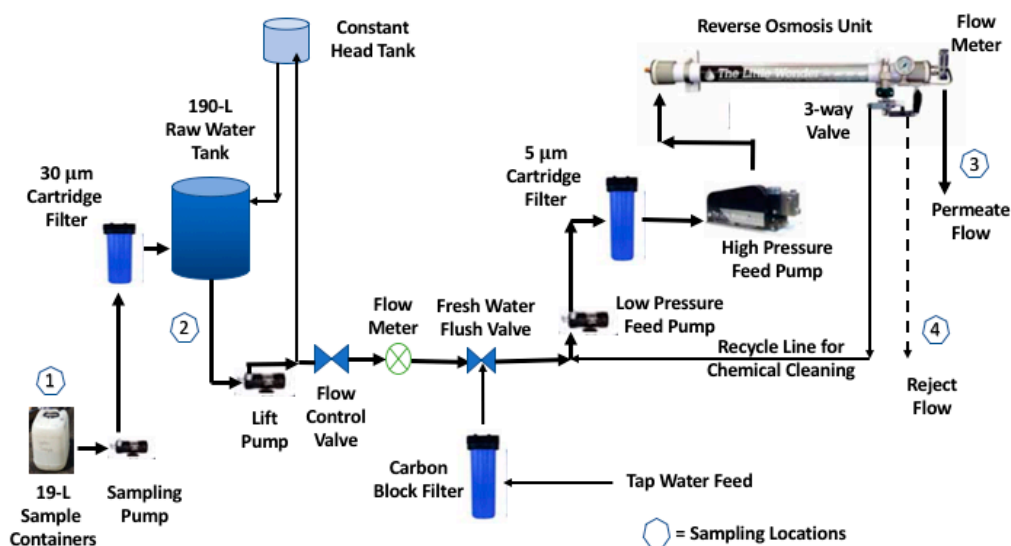 Constant
Head Tank
Reverse Osmosis Unit
Flow
Meter
The Little Wonder
190-L
Raw Water
Tank
3-way
Valve
30 μm
Cartridge
Filter
5 μm
Cartridge
Filter
3
Permeate
Flow
High Pressure
Feed Pump
2
Flow
Meter
Fresh Water
Flush Valve
Low Pressure
Feed Pump
4
Recycle Line for
Chemical Cleaning
1
Lift
Pump
Flow
Control
Valve
Reject
Flow
Carbon
Block Filter
Tap Water Feed
19-L
Sample
Containers
Sampling
Pump
= Sampling Locations